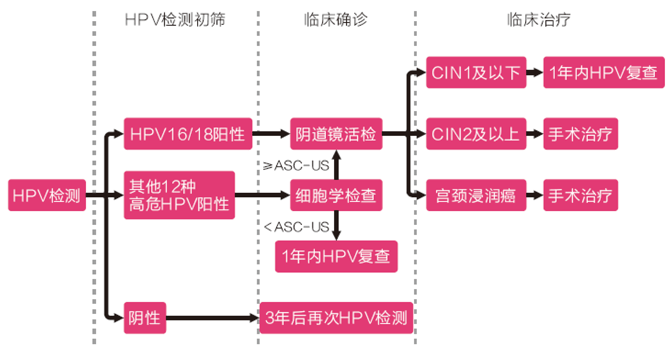 HPV检测初筛
临床确诊
临床治疗
CIN1及以下
1年内HPV复查
HPV16/18阳性
阴道镜活检
CIN2及以上
手术治疗
≥ASC-US
HPV检测
其他12种
高危HPV阳性
细胞学检查
宫颈浸润癌
手术治疗
<ASC-US
1年内HPV复查
阴性
3年后再次HPV检测